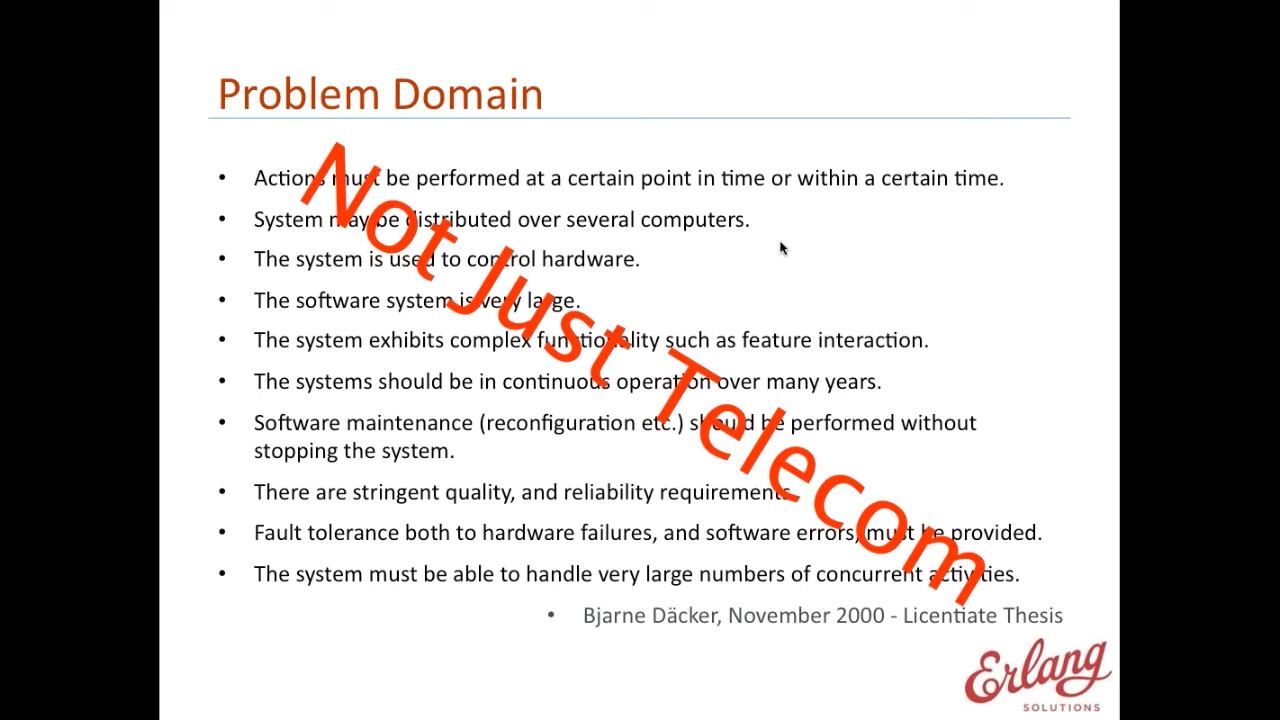 Problem Domain
• Actions must be performed at a certain point in time or within a certain time.
• System may be distributed over several computers.
• The system is used to control hardware.
• The software system is very large.
• The system exhibits complex functionality such as feature interaction.
• The systems should be in continuous operation over many years.
• Software maintenance (reconfiguration etc.) should be performed without
stopping the system.
• There are stringent quality, and reliability requirements.
• Fault tolerance both to hardware failures, and software errors, must be provided.
• The system must be able to handle very large numbers of concurrent activities.
• Bjarne Däcker, November 2000 - Licentiate Thesis
Not Just Telecom
Erlang
SOLUTIONS